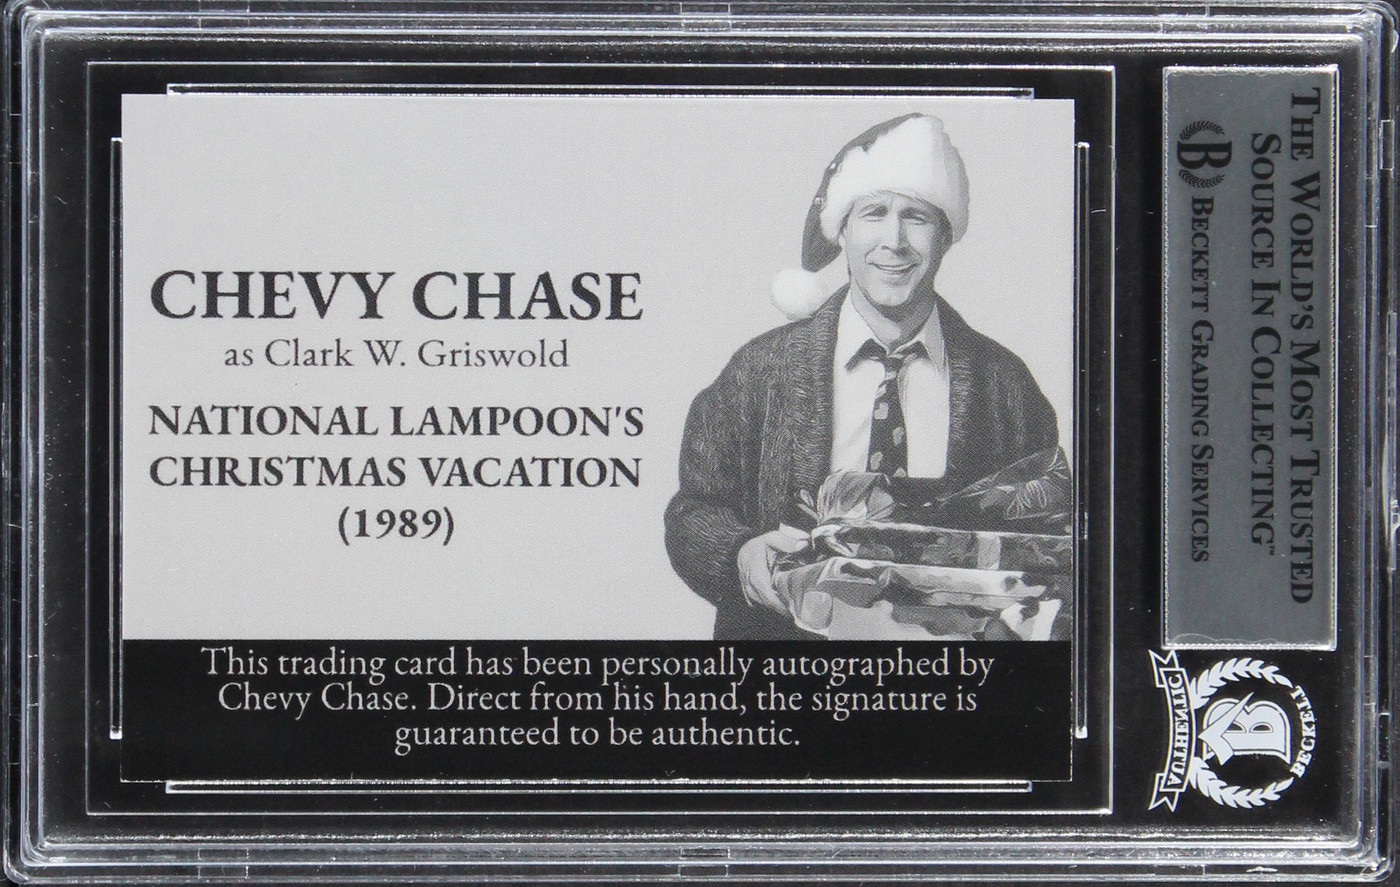 CHEVY CHASE
as Clark W. Griswold
NATIONAL LAMPOON'S
CHRISTMAS VACATION
(1989)
This trading card has been personally autographed by
Chevy Chase. Direct from his hand, the signature is
guaranteed to be authentic.
THE WORLD'S MOST TRUSTED
SOURCE IN COLLECTING™
B BECKETT GRADING SERVICES
AUTHENTIC
B
BECKETT